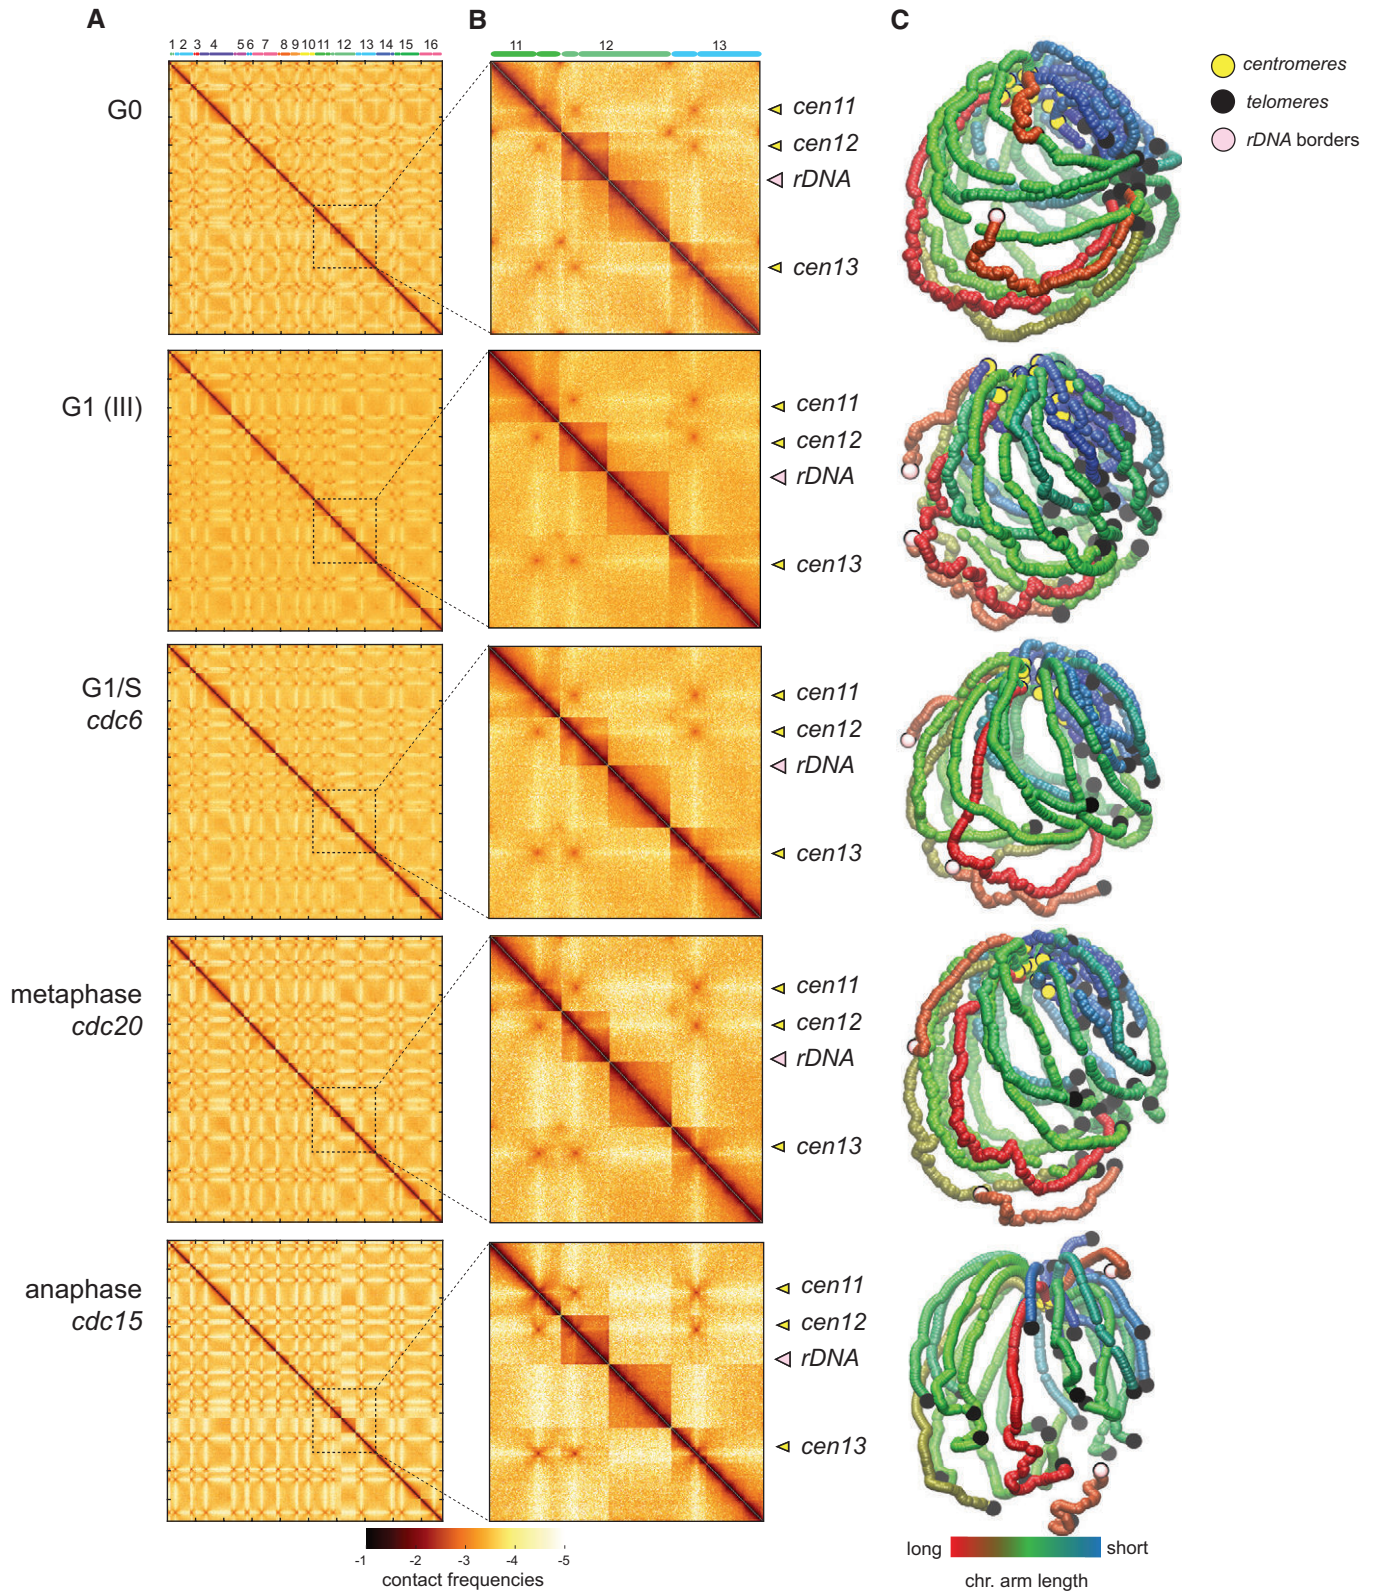 A
B
C
1 2 3 4 5 6 7 8 9 10 11 12 13 14 15 16
11 12 13
centromeres
telomeres
rDNA borders
G0
cen11
cen12
rDNA
cen13
G1 (III)
cen11
cen12
rDNA
cen13
G1/S
cdc6
cen11
cen12
rDNA
cen13
metaphase
cdc20
cen11
cen12
rDNA
cen13
anaphase
cdc15
cen11
cen12
rDNA
cen13
-1 -2 -3 -4 -5
contact frequencies
long short
chr. arm length